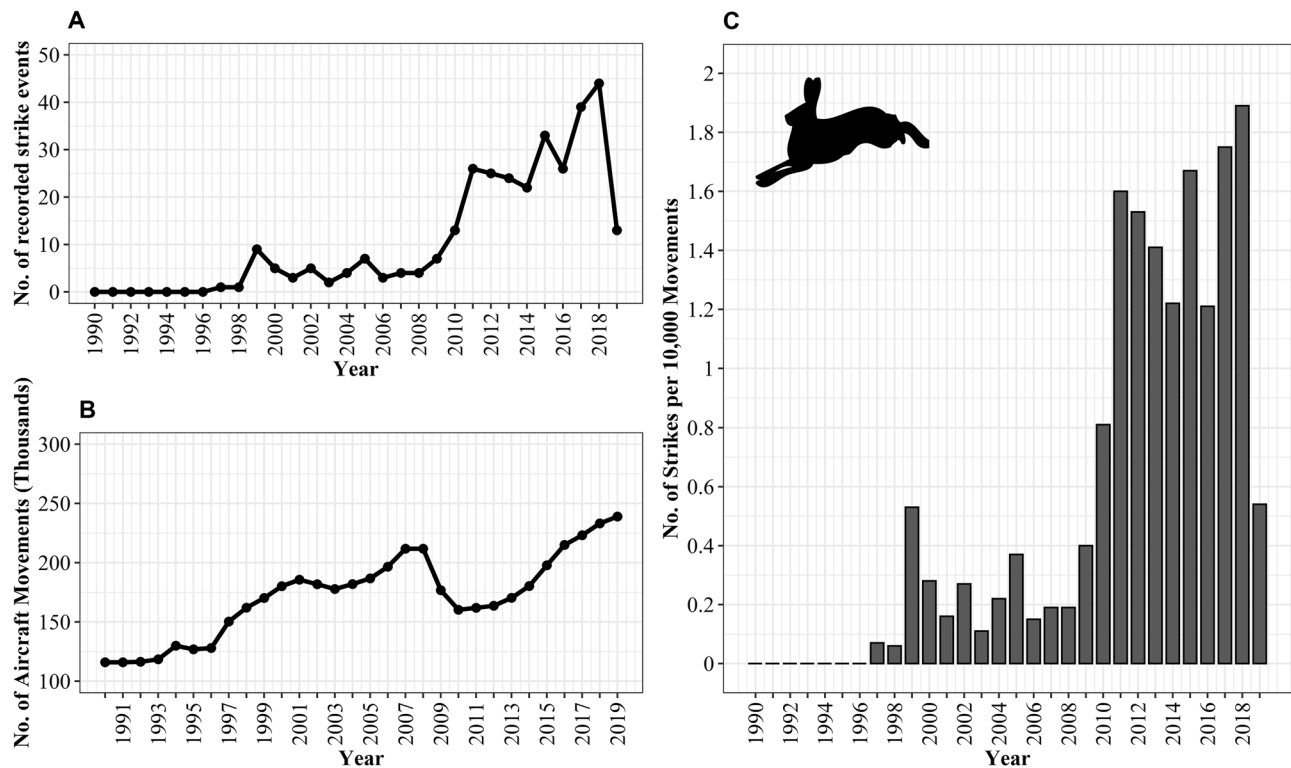 A
No. of recorded strike events
50
40
30
20
10
0
1990 1992 1994 1996 1998 2000 2002 2004 2006 2008 2010 2012 2014 2016 2018
Year
B
No. of Aircraft Movements (Thousands)
300
250
200
150
100
1991 1993 1995 1997 1999 2001 2003 2005 2007 2009 2011 2013 2015 2017 2019
Year
C
No. of Strikes per 10,000 Movements
2
1.8
1.6
1.4
1.2
1
0.8
0.6
0.4
0.2
0
1990 1992 1994 1996 1998 2000 2002 2004 2006 2008 2010 2012 2014 2016 2018
Year